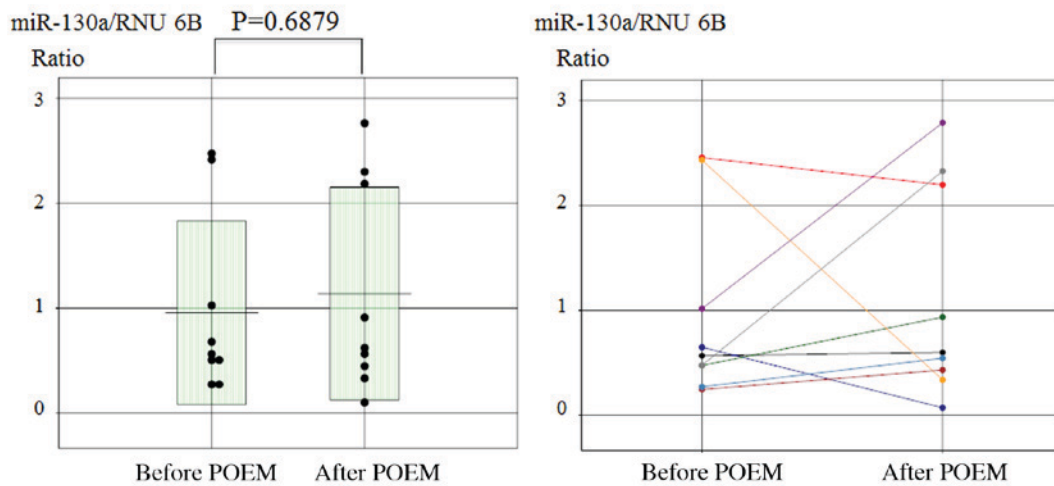 miR-130a/RNU 6B P=0.6879
Ratio
3
2
1
0
Before POEM After POEM
miR-130a/RNU 6B
Ratio
3
2
1
0
Before POEM After POEM